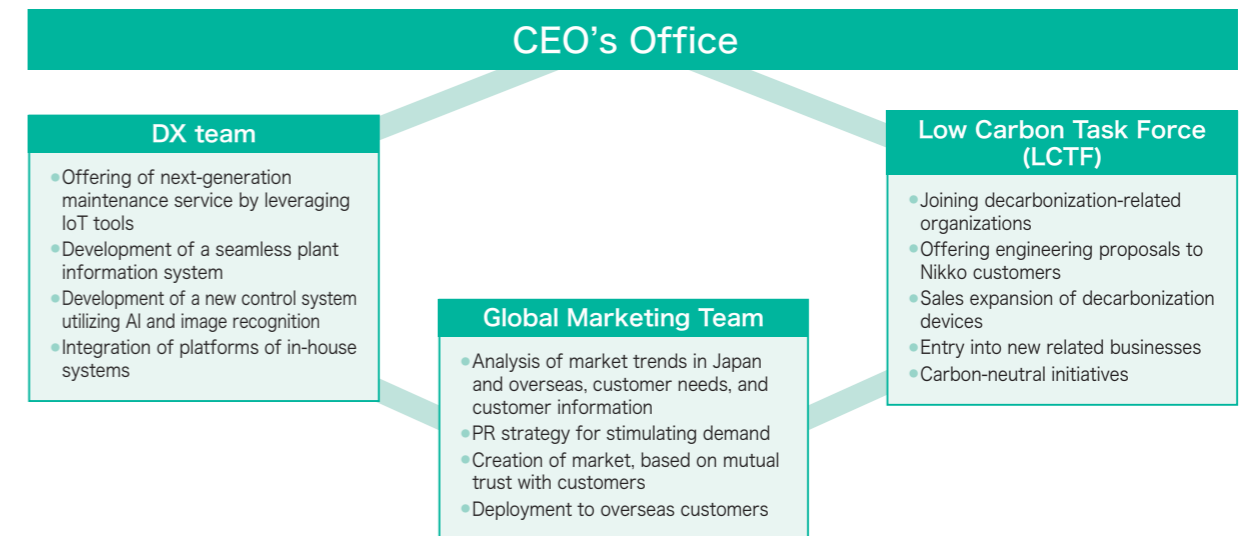 CEO’s Office
DX team
•Offering of next-generation
maintenance service by leveraging
IoT tools
•Development of a seamless plant
information system
•Development of a new control system
utilizing AI and image recognition
•Integration of platforms of in-house
systems
Low Carbon Task Force
(LCTF)
•Joining decarbonization-related
organizations
•Offering engineering proposals to
Nikko customers
•Sales expansion of decarbonization
devices
•Entry into new related businesses
•Carbon-neutral initiatives
Global Marketing Team
•Analysis of market trends in Japan
and overseas, customer needs, and
customer information
•PR strategy for stimulating demand
•Creation of market, based on mutual
trust with customers
•Deployment to overseas customers